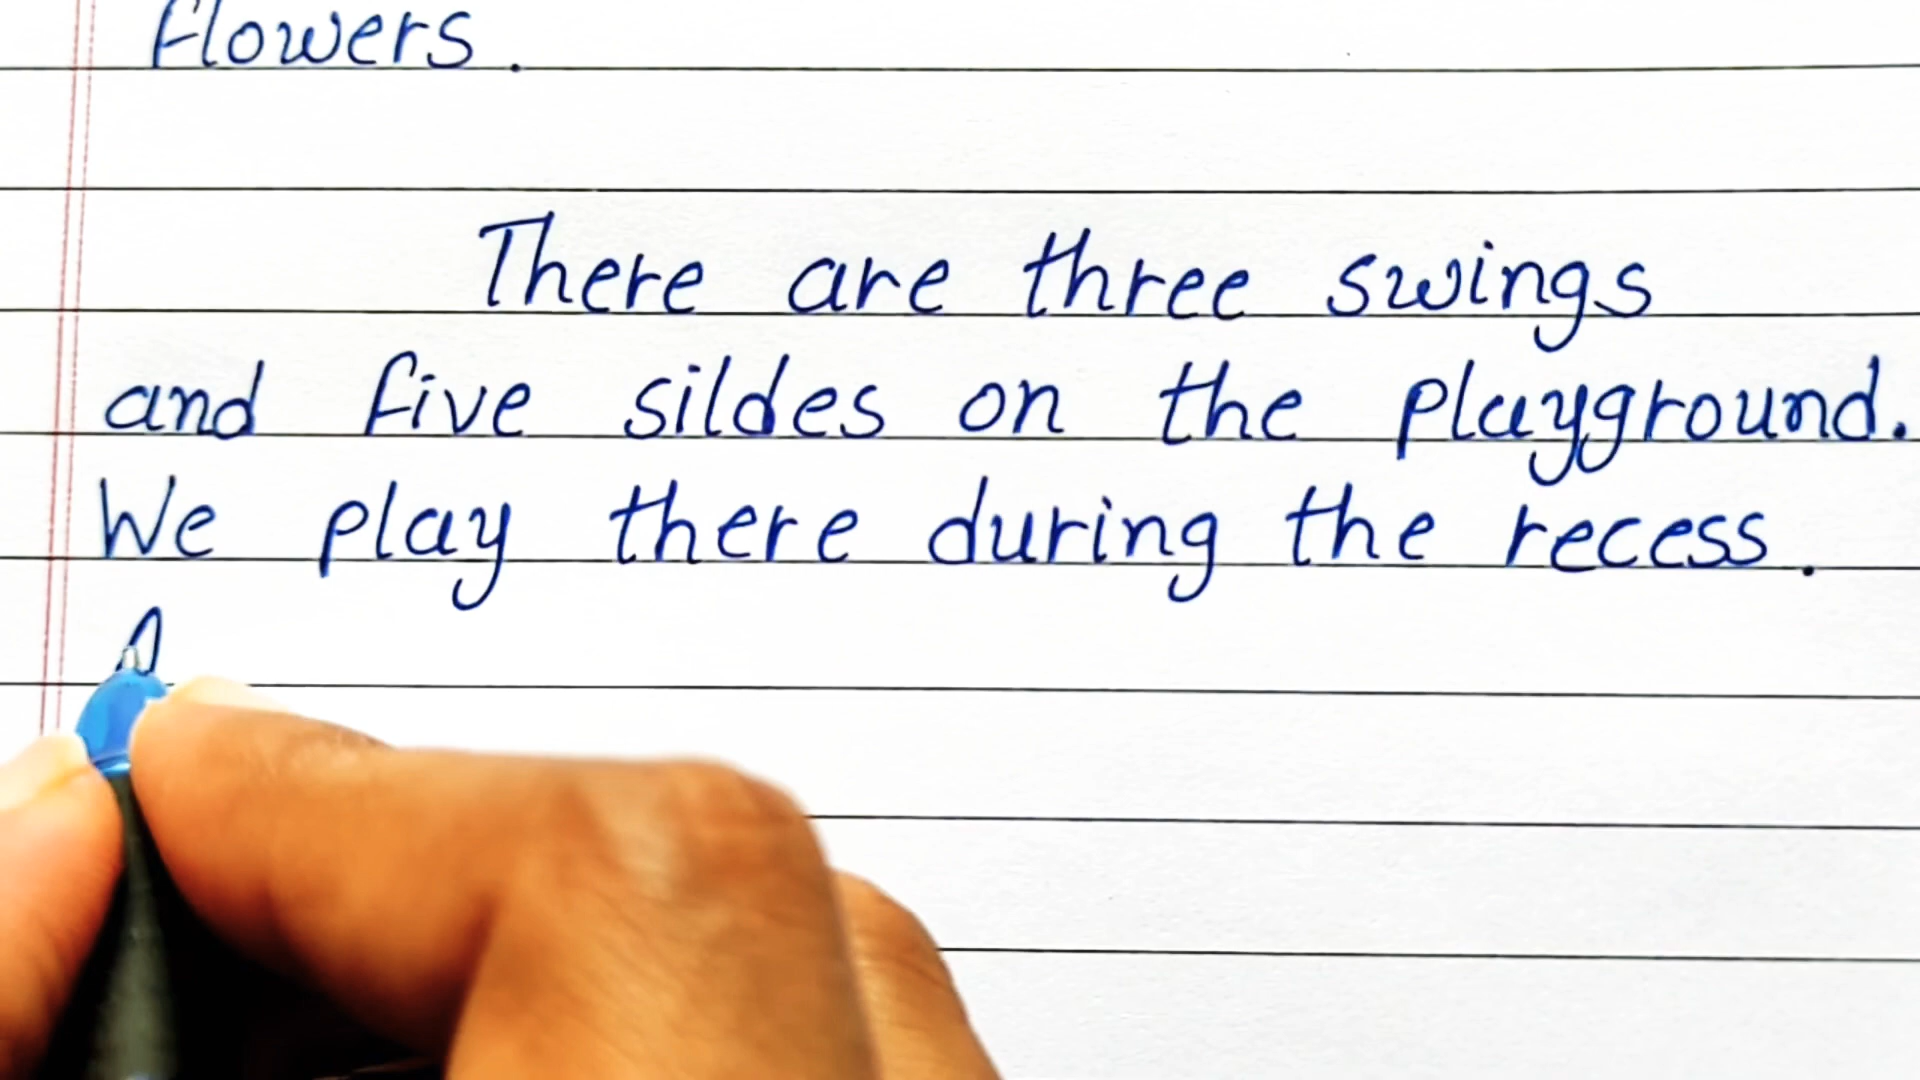 flowers.
There are three swings
and five sildes on the playground.
We play there during the recess.
A